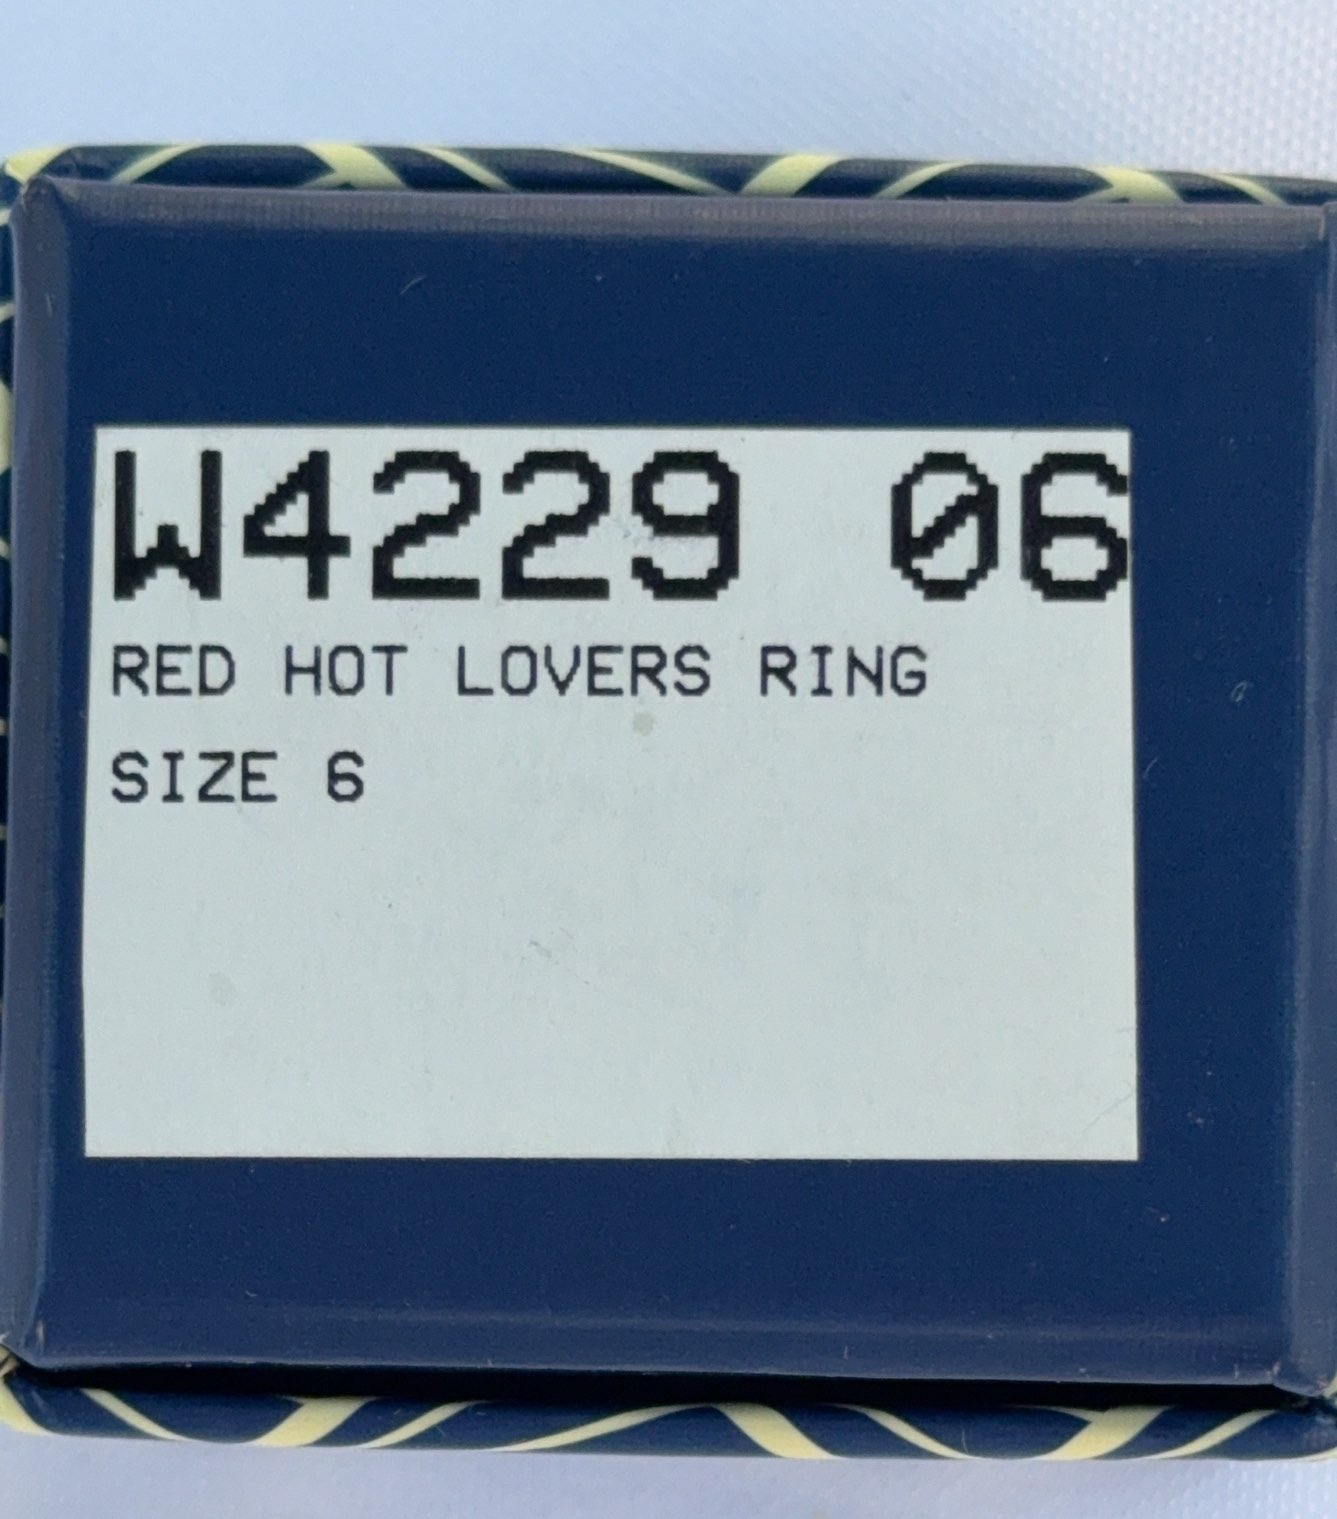 W4229 06
RED HOT LOVERS RING
SIZE 6